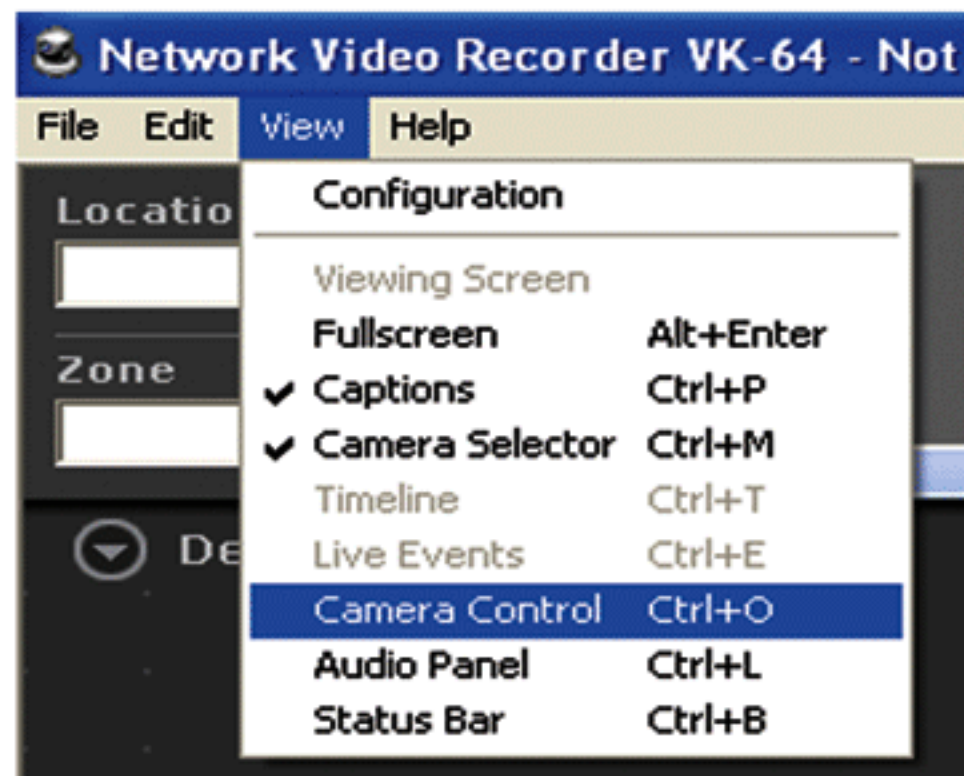 Network Video Recorder VK-64 - Not
File Edit View Help
Configuration
Locatio
Viewing Screen
Fullscreen Alt+Enter
Zone
Captions Ctrl+P
Camera Selector Ctrl+M
Timeline Ctrl+T
De
Live Events Ctrl+E
Camera Control Ctrl+O
Audio Panel Ctrl+L
Status Bar Ctrl+B